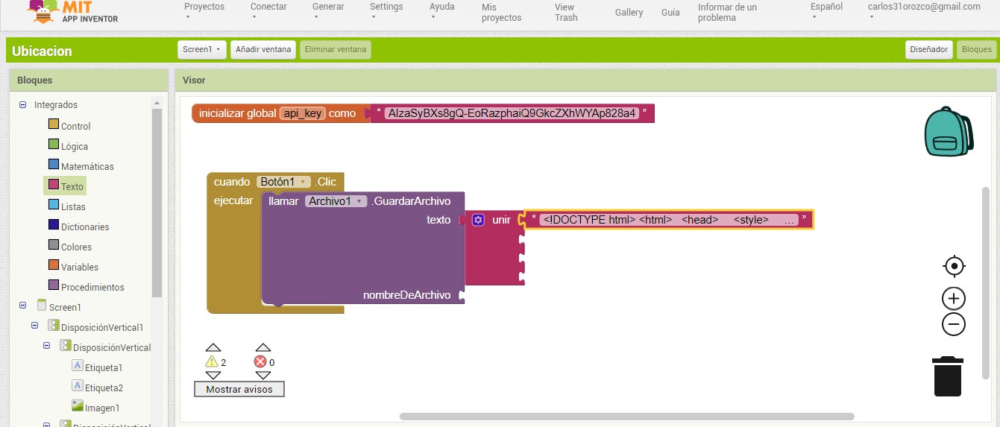 MIT
APP INVENTOR
Proyectos
Conectar
Generar
Settings
Ayuda
Mis
proyectos
View
Trash
Gallery
Guía
Informar de un
problema
Español
carlos31orozco@gmail.com
Ubicacion
Screen1
Añadir ventana
Eliminar ventana
Diseñador
Bloques
Bloques
Visor
Integrados
Control
Lógica
Matemáticas
Texto
Listas
Dictionaries
Colores
Variables
Procedimientos
Screen1
DisposiciónVertical1
DisposiciónVertical
Etiqueta1
Etiqueta2
Imagen1
inicializar global api_key como " AIzaSyBXs8gQ-EoRazphaiQ9GkcZXhWYAp828a4 "
cuando Botón1 .Clic
ejecutar llamar Archivo1 .GuardarArchivo
texto unir " <!DOCTYPE html> <html> <head> <style> ... "
nombreDeArchivo
2 0
Mostrar avisos